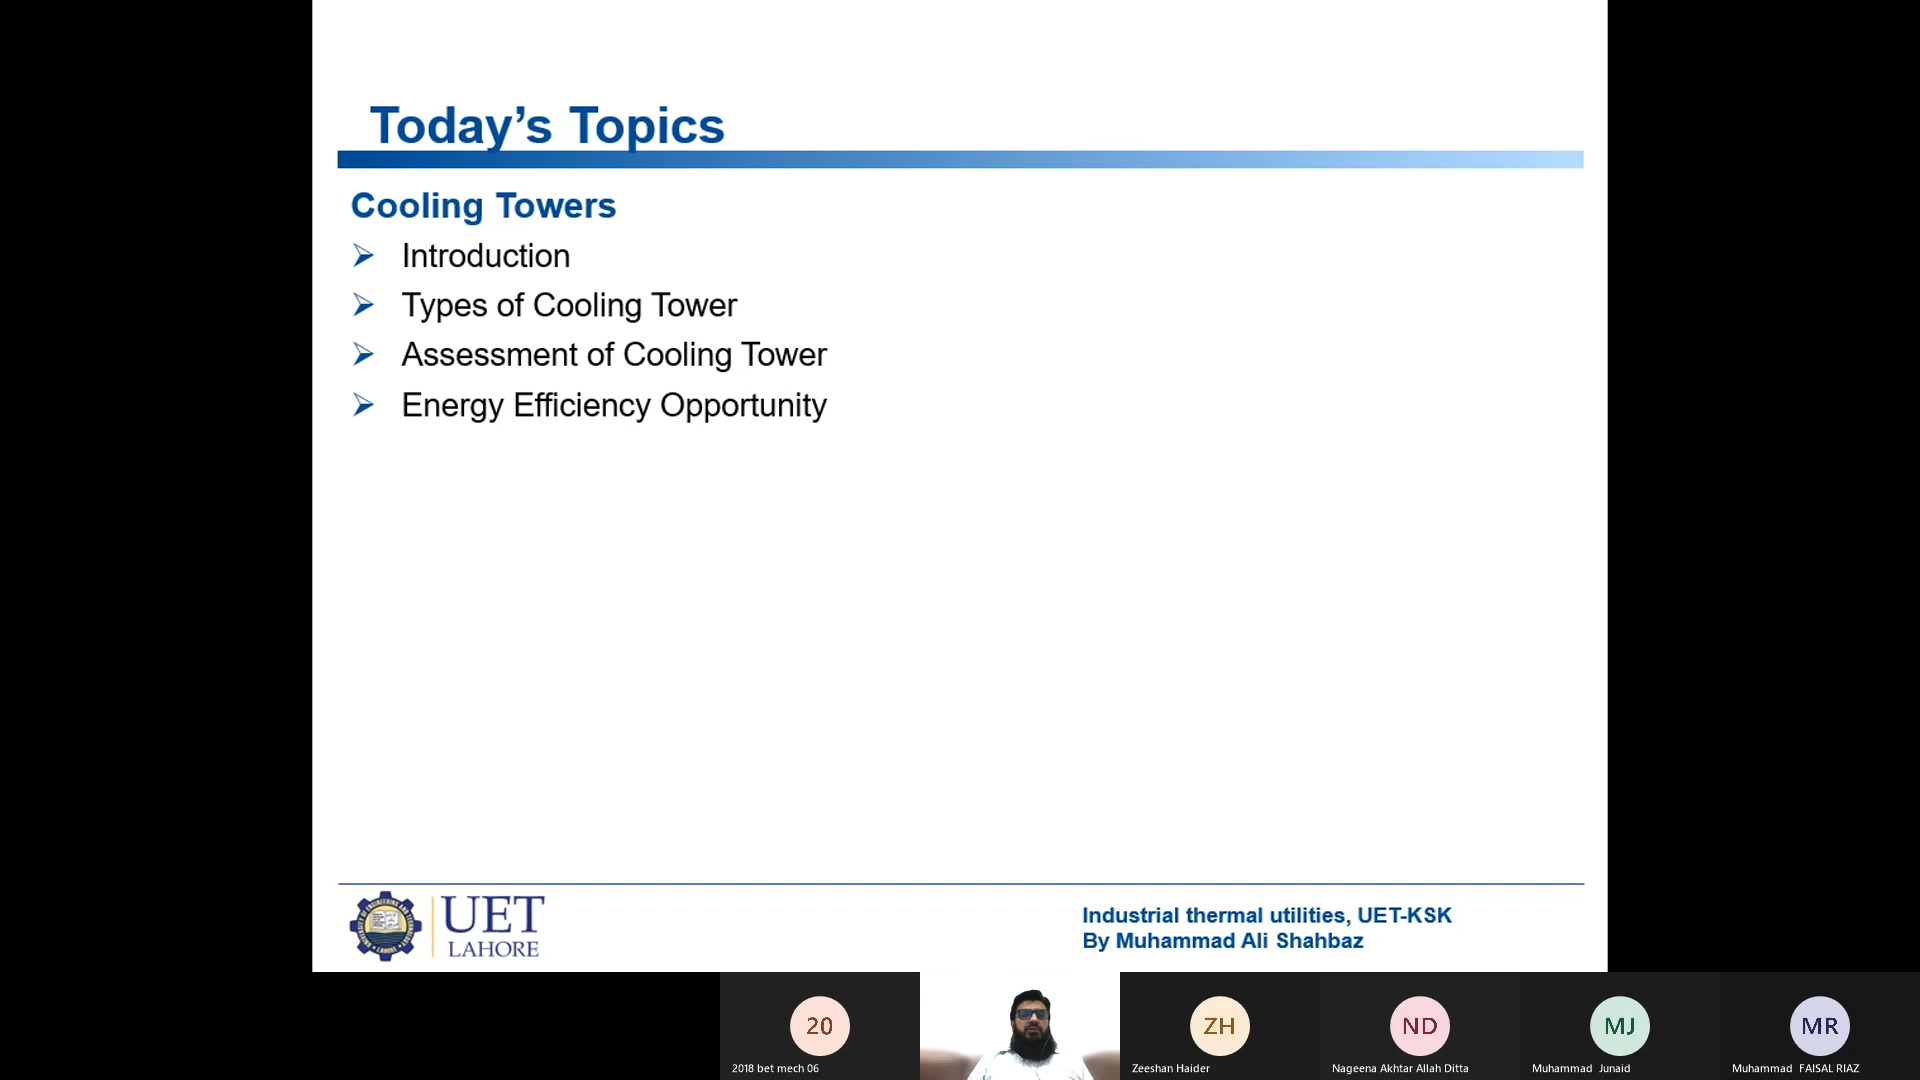 Today’s Topics
Cooling Towers
➢ Introduction
➢ Types of Cooling Tower
➢ Assessment of Cooling Tower
➢ Energy Efficiency Opportunity
UET
LAHORE
Industrial thermal utilities, UET-KSK
By Muhammad Ali Shahbaz
20
2018 bet mech 06
ZH
Zeeshan Haider
ND
Nageena Akhtar Allah Ditta
MJ
Muhammad Junaid
MR
Muhammad FAISAL RIAZ